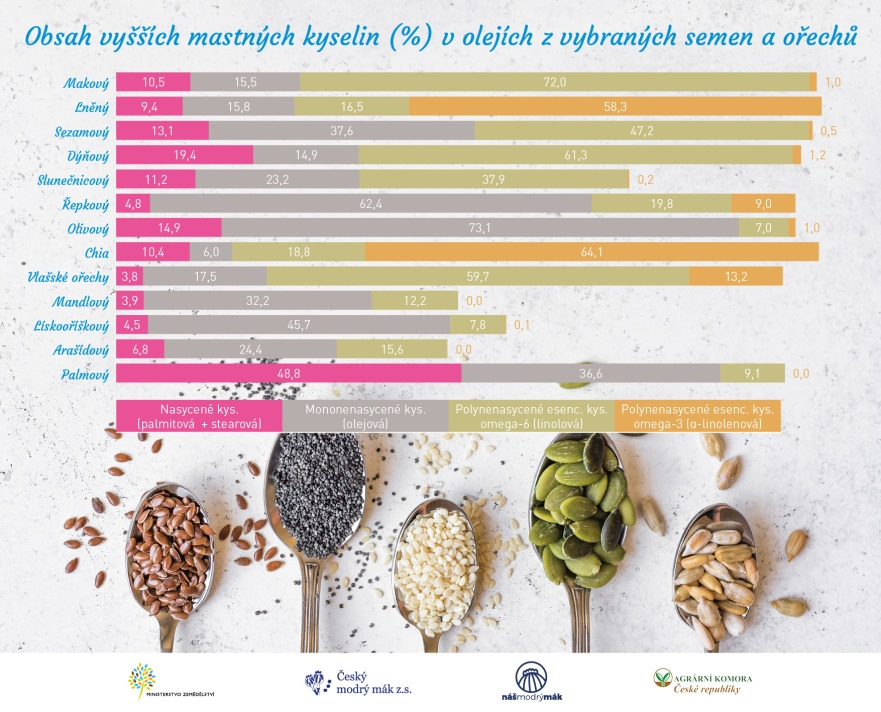 Obsah vyšších mastných kyselin (%) v olejích z vybraných semen a ořechů
Makový 10,5 15,5 72,0 1,0
Lněný 9,4 15,8 16,5 58,3
Sezamový 13,1 37,6 47,2 0,5
Dýňový 19,4 14,9 61,3 1,2
Slunečnicový 11,2 23,2 37,9 0,2
Řepkový 4,8 62,4 19,8 9,0
Olivový 14,9 73,1 7,0 1,0
Chia 10,4 6,0 18,8 64,1
Vlašské ořechy 3,8 17,5 59,7 13,2
Mandlový 3,9 32,2 12,2 0,0
Lískooříškový 4,5 45,7 7,8 0,1
Arašídový 6,8 24,4 15,6 0,0
Palmový 48,8 36,6 9,1 0,0
Nasycené kys.
(palmitová + stearová)
Mononenasycené kys.
(olejová)
Polynenasycené esenc. kys.
omega-6 (linolová)
Polynenasycené esenc. kys.
omega-3 (α-linolenová)
MINISTERSTVO ZEMĚDĚLSTVÍ
Český
modrý mák z.s.
nášmodrýmák
AGRÁRNÍ KOMORA
České republiky